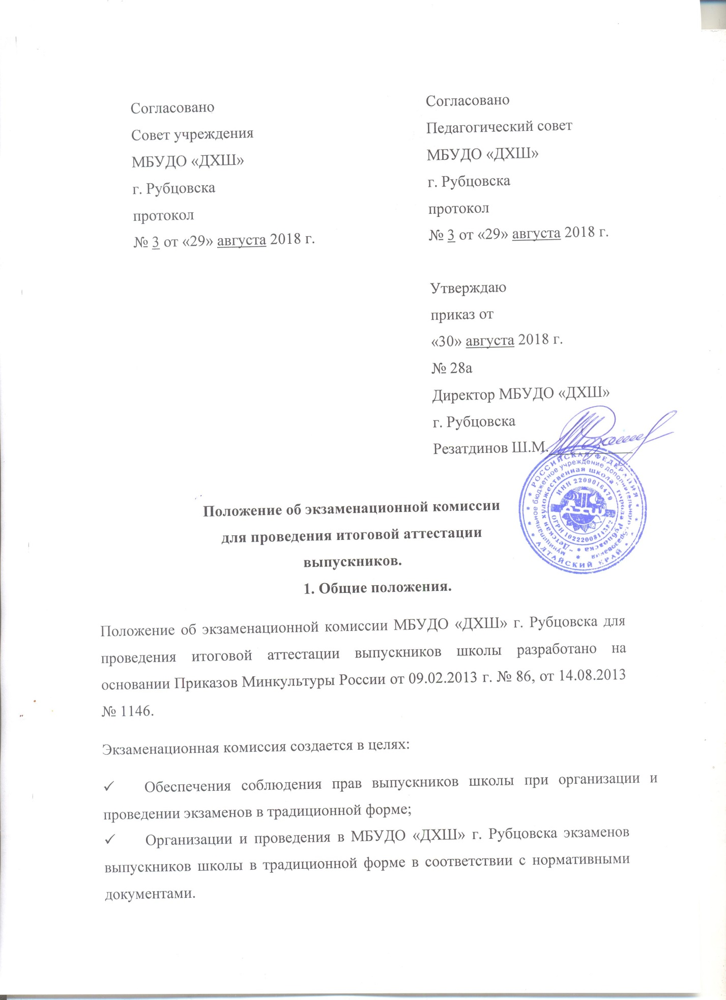 Согласовано
Совет учреждения
МБУДО «ДХШ»
г. Рубцовска
протокол
№ 3 от «29» августа 2018 г.
Согласовано
Педагогический совет
МБУДО «ДХШ»
г. Рубцовска
протокол
№ 3 от «29» августа 2018 г.
Утверждаю
приказ от
«30» августа 2018 г.
№ 28а
Директор МБУДО «ДХШ»
г. Рубцовска
Резатдинов Ш.М.
* РОССИЙСКАЯ ФЕДЕРАЦИЯ *
* АЛТАЙСКИЙ КРАЙ *
муниципальное бюджетное учреждение дополнительного образования
* "Детская художественная школа" города Рубцовска
ИНН 2209016479
ОГРН
Положение об экзаменационной комиссии
для проведения итоговой аттестации
выпускников.
1. Общие положения.
Положение об экзаменационной комиссии МБУДО «ДХШ» г. Рубцовска для
проведения итоговой аттестации выпускников школы разработано на
основании Приказов Минкультуры России от 09.02.2013 г. № 86, от 14.08.2013
№ 1146.
Экзаменационная комиссия создается в целях:
✓ Обеспечения соблюдения прав выпускников школы при организации и
проведении экзаменов в традиционной форме;
✓ Организации и проведения в МБУДО «ДХШ» г. Рубцовска экзаменов
выпускников школы в традиционной форме в соответствии с нормативными
документами.